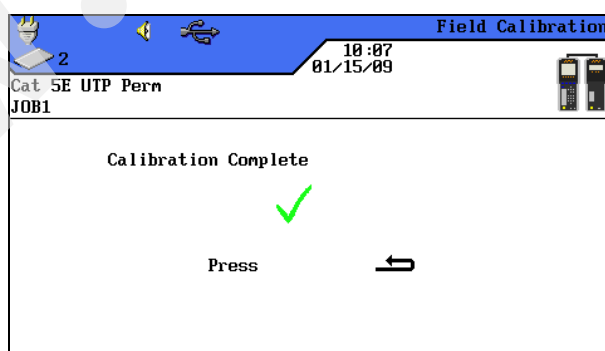 Field Calibration
2
10:07
01/15/09
Cat 5E UTP Perm
JOB1
Calibration Complete
Press